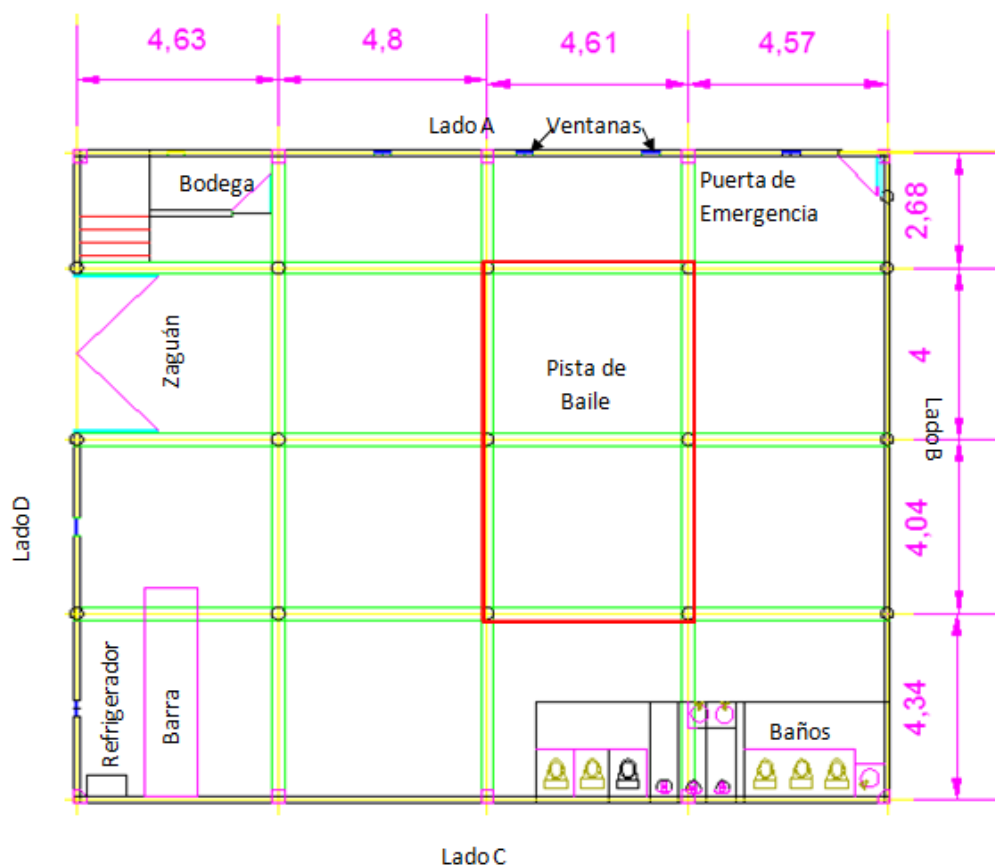 4,63
4,8
4,61
4,57
Lado A
Ventanas
Bodega
Puerta de
Emergencia
2,68
Zaguán
Pista de
Baile
4
Lado B
Lado D
4,04
Refrigerador
Barra
Baños
4,34
Lado C